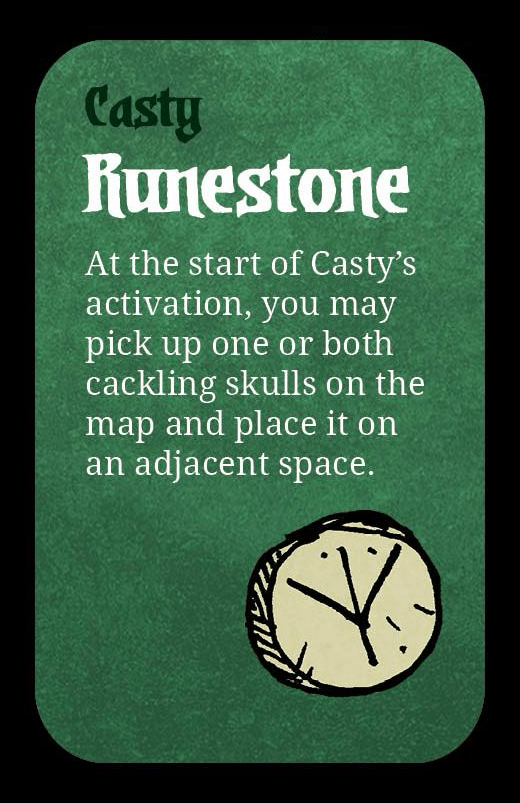 Casty
Runestone
At the start of Casty’s
activation, you may
pick up one or both
cackling skulls on the
map and place it on
an adjacent space.